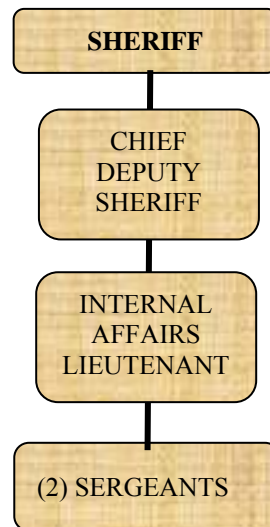 SHERIFF
CHIEF
DEPUTY
SHERIFF
INTERNAL
AFFAIRS
LIEUTENANT
(2) SERGEANTS